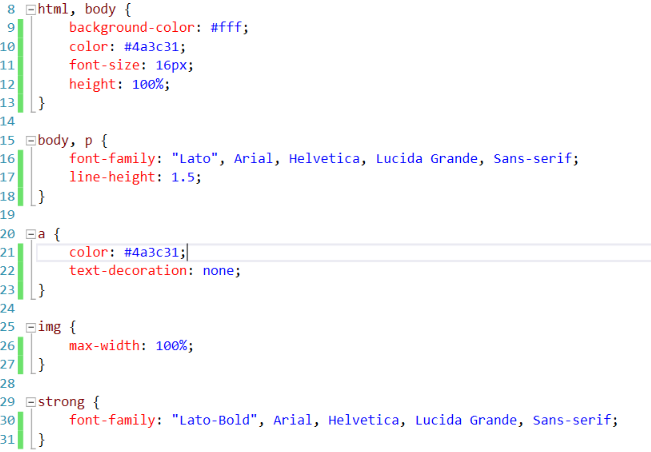 8 html, body {
9 background-color: #fff;
10 color: #4a3c31;
11 font-size: 16px;
12 height: 100%;
13 }
14
15 body, p {
16 font-family: "Lato", Arial, Helvetica, Lucida Grande, Sans-serif;
17 line-height: 1.5;
18 }
19
20 a {
21 color: #4a3c31;
22 text-decoration: none;
23 }
24
25 img {
26 max-width: 100%;
27 }
28
29 strong {
30 font-family: "Lato-Bold", Arial, Helvetica, Lucida Grande, Sans-serif;
31 }